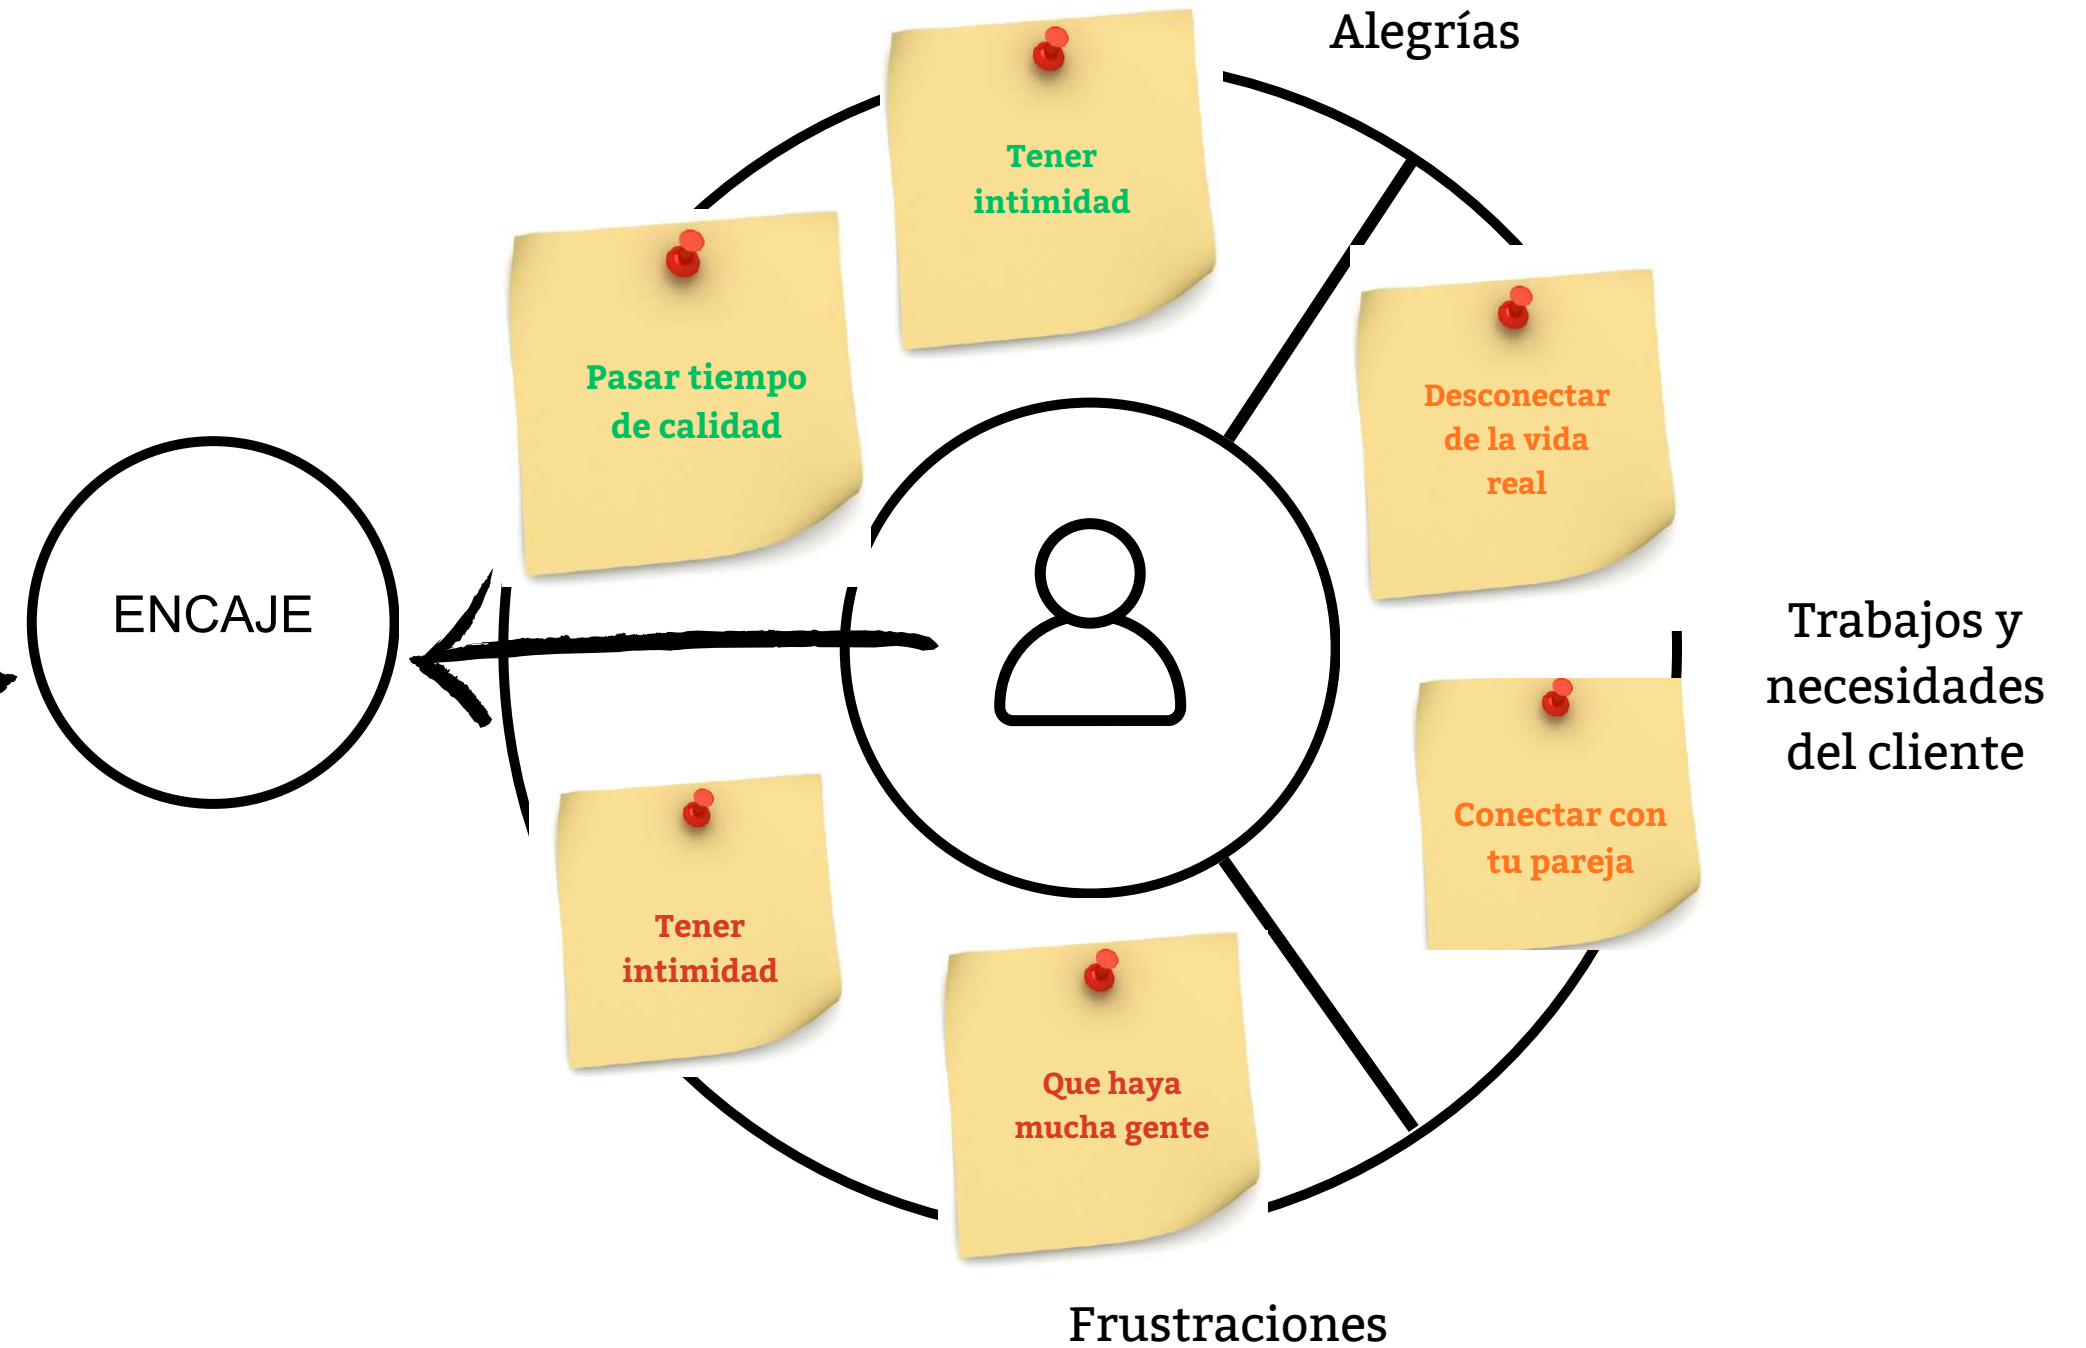 Alegrías
Tener
intimidad
Pasar tiempo
de calidad
Desconectar
de la vida
real
ENCAJE
Trabajos y
necesidades
del cliente
Conectar con
tu pareja
Tener
intimidad
Que haya
mucha gente
Frustraciones